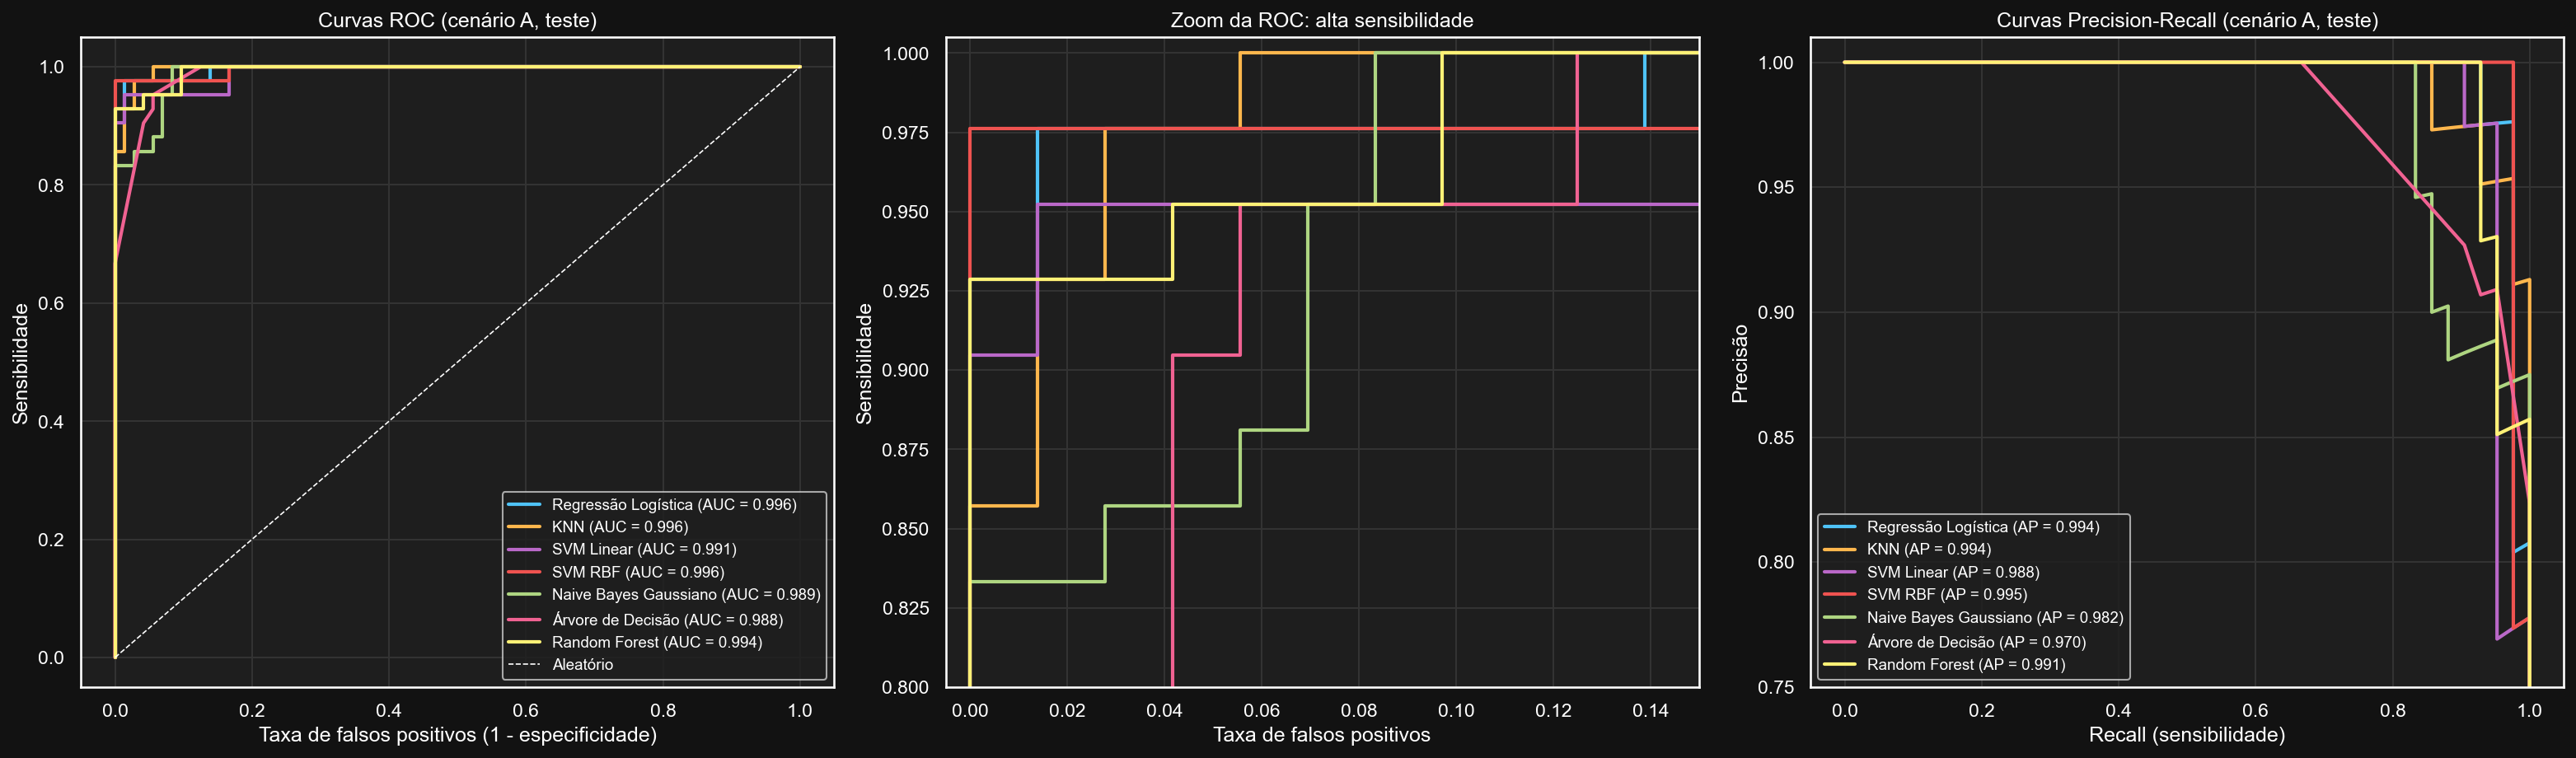 Curvas ROC (cenário A, teste)
Sensibilidade
1.0
0.8
0.6
0.4
0.2
0.0
0.0 0.2 0.4 0.6 0.8 1.0
Taxa de falsos positivos (1 - especificidade)
Regressão Logística (AUC = 0.996)
KNN (AUC = 0.996)
SVM Linear (AUC = 0.991)
SVM RBF (AUC = 0.996)
Naive Bayes Gaussiano (AUC = 0.989)
Árvore de Decisão (AUC = 0.988)
Random Forest (AUC = 0.994)
Aleatório
Zoom da ROC: alta sensibilidade
Sensibilidade
1.000
0.975
0.950
0.925
0.900
0.875
0.850
0.825
0.800
0.00 0.02 0.04 0.06 0.08 0.10 0.12 0.14
Taxa de falsos positivos
Curvas Precision-Recall (cenário A, teste)
Precisão
1.00
0.95
0.90
0.85
0.80
0.75
0.0 0.2 0.4 0.6 0.8 1.0
Recall (sensibilidade)
Regressão Logística (AP = 0.994)
KNN (AP = 0.994)
SVM Linear (AP = 0.988)
SVM RBF (AP = 0.995)
Naive Bayes Gaussiano (AP = 0.982)
Árvore de Decisão (AP = 0.970)
Random Forest (AP = 0.991)